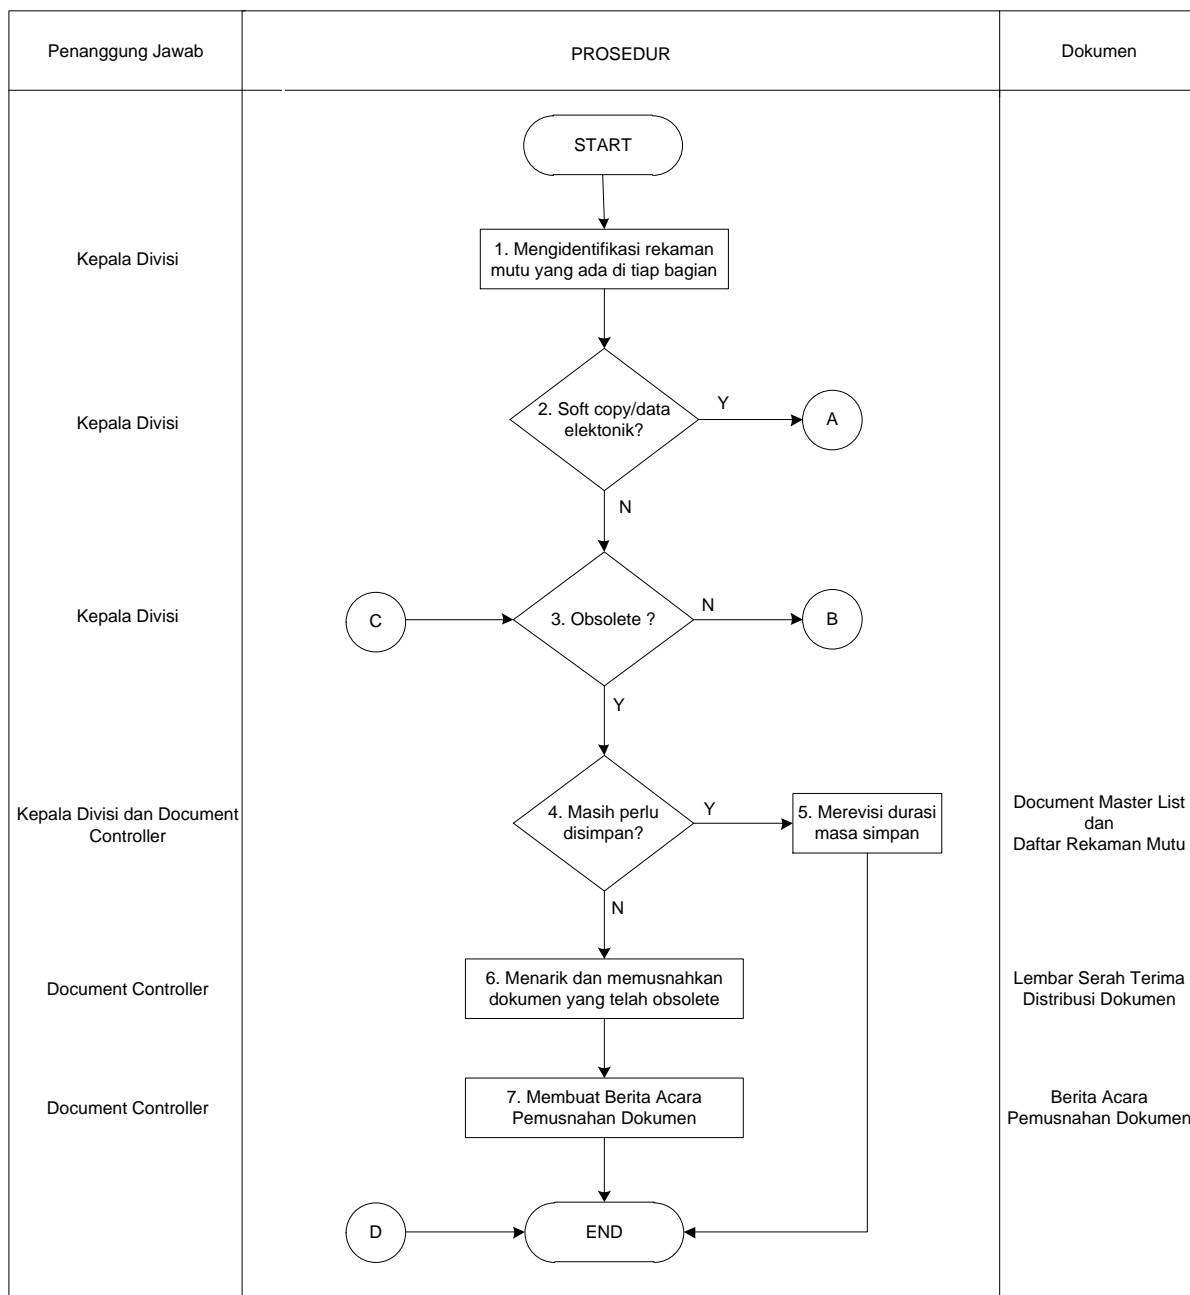 Penanggung Jawab
PROSEDUR
Dokumen
START
Kepala Divisi
1. Mengidentifikasi rekaman
mutu yang ada di tiap bagian
Kepala Divisi
2. Soft copy/data
elektonik?
Y
A
N
Kepala Divisi
C
3. Obsolete ?
N
B
Y
Kepala Divisi dan Document
Controller
4. Masih perlu
disimpan?
Y
5. Merevisi durasi
masa simpan
Document Master List
dan
Daftar Rekaman Mutu
N
Document Controller
6. Menarik dan memusnahkan
dokumen yang telah obsolete
Lembar Serah Terima
Distribusi Dokumen
Document Controller
7. Membuat Berita Acara
Pemusnahan Dokumen
Berita Acara
Pemusnahan Dokumen
D
END